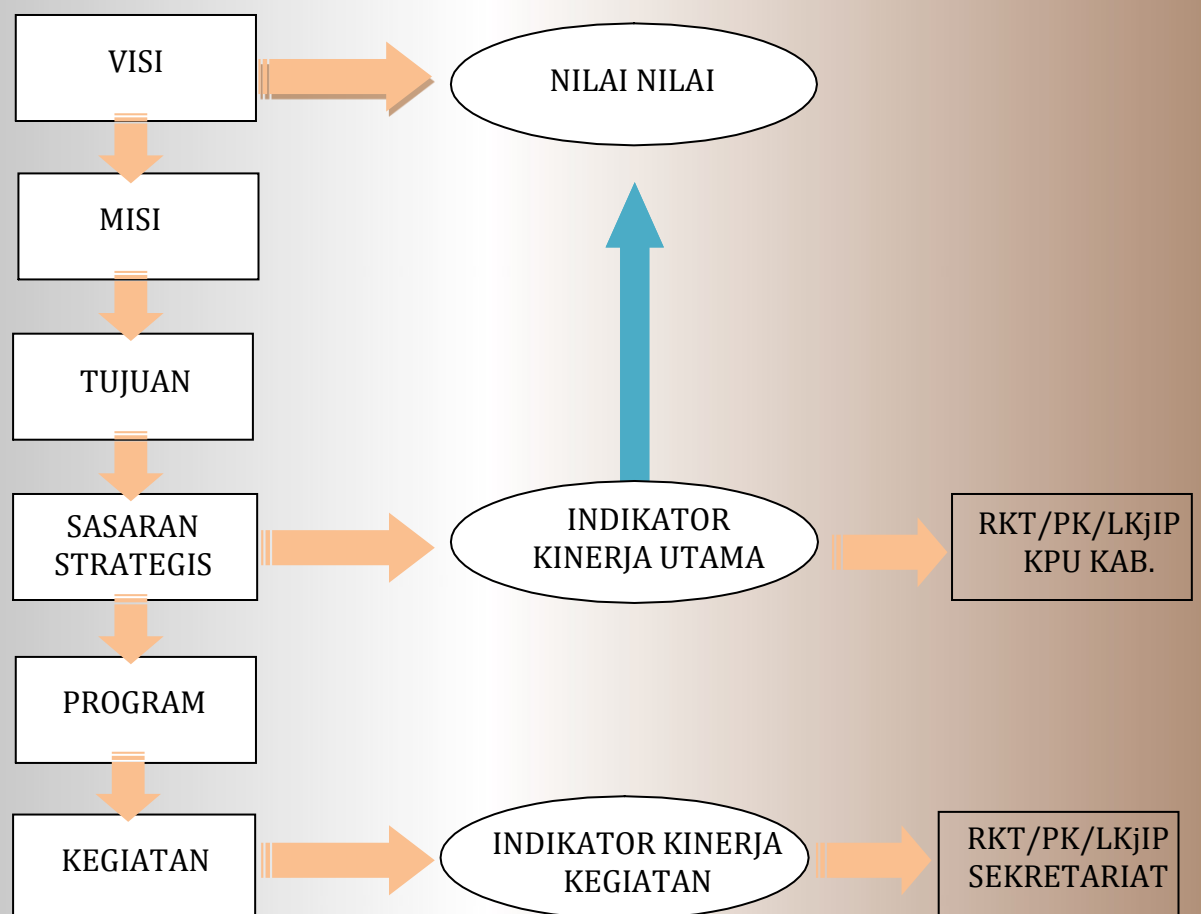 VISI
NILAI NILAI
MISI
TUJUAN
SASARAN
STRATEGIS
INDIKATOR
KINERJA UTAMA
RKT/PK/LKjIP
KPU KAB.
PROGRAM
KEGIATAN
INDIKATOR KINERJA
KEGIATAN
RKT/PK/LKjIP
SEKRETARIAT